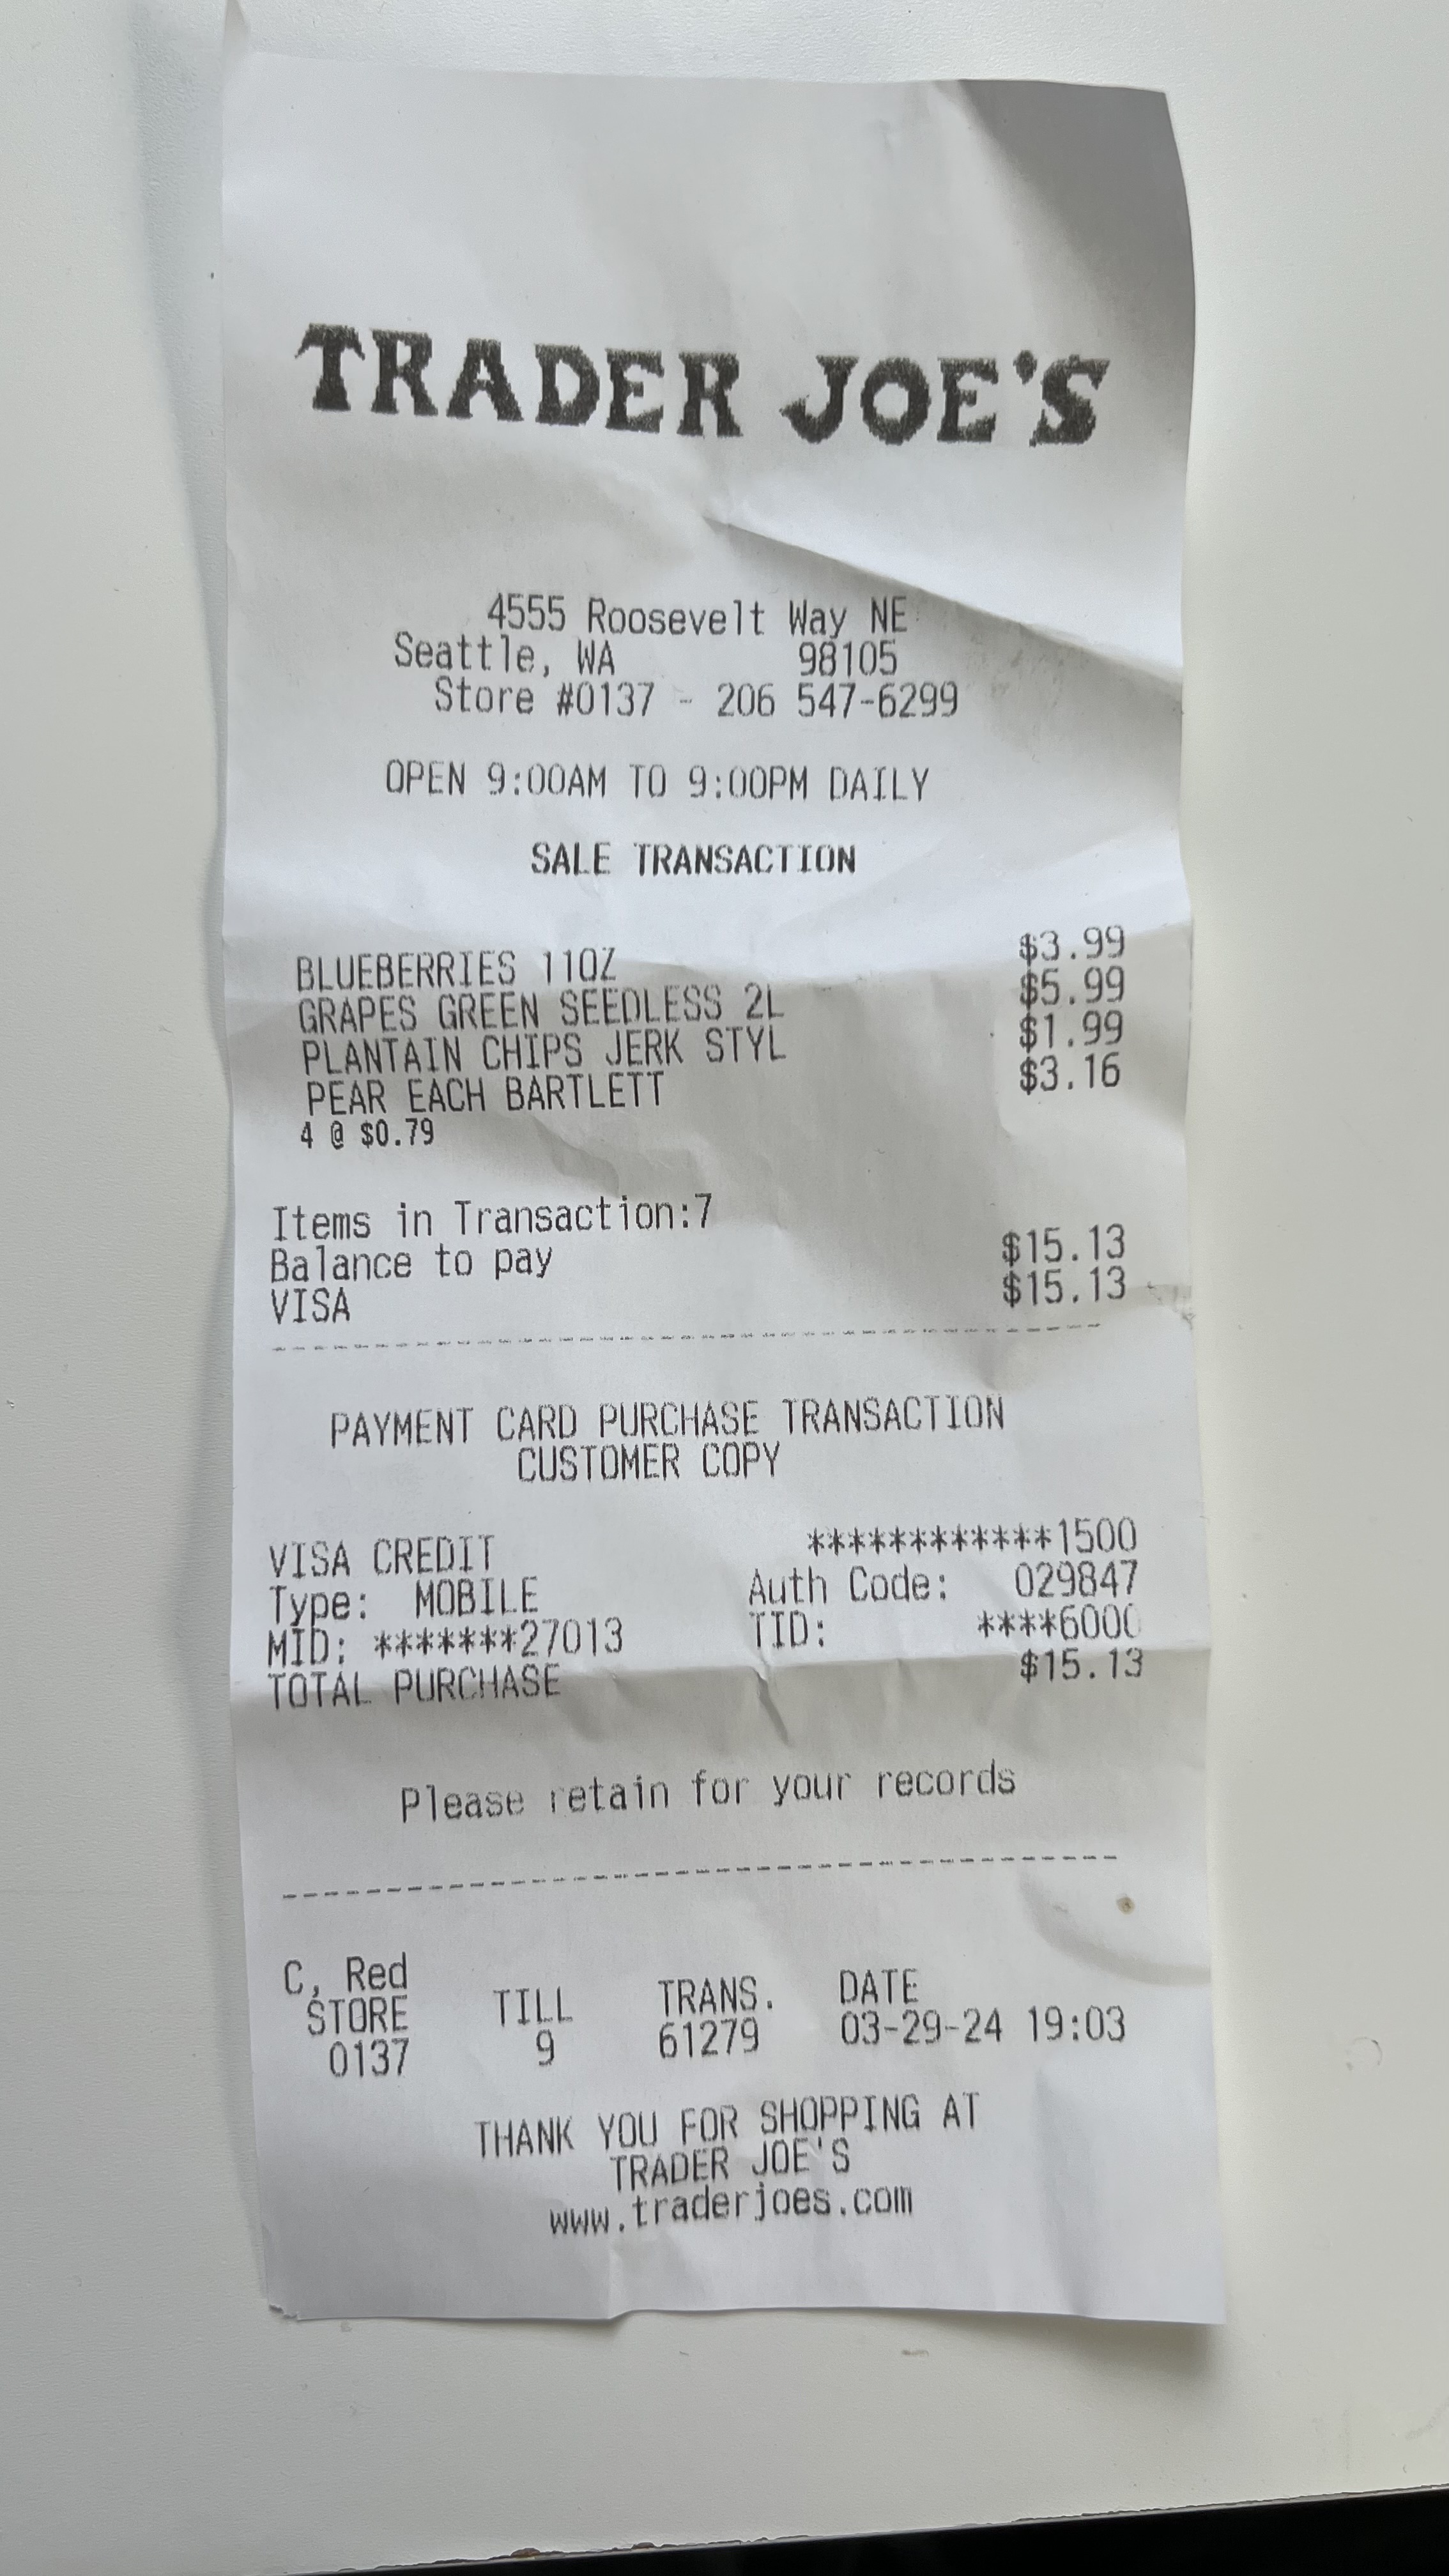 TRADER JOE'S
4555 Roosevelt Way NE
Seattle, WA 98105
Store #0137 - 206 547-6299
OPEN 9:00AM TO 9:00PM DAILY
SALE TRANSACTION
BLUEBERRIES 11OZ $3.99
GRAPES GREEN SEEDLESS 2L $5.99
PLANTAIN CHIPS JERK STYL $1.99
PEAR EACH BARTLETT $3.16
4 @ $0.79
Items in Transaction:7
Balance to pay $15.13
VISA $15.13
PAYMENT CARD PURCHASE TRANSACTION
CUSTOMER COPY
VISA CREDIT ************1500
Type: MOBILE Auth Code: 029847
MID: *******27013 TID: ****6000
TOTAL PURCHASE $15.13
Please retain for your records
C, Red
STORE TILL TRANS. DATE
0137 9 61279 03-29-24 19:03
THANK YOU FOR SHOPPING AT
TRADER JOE'S
www.traderjoes.com